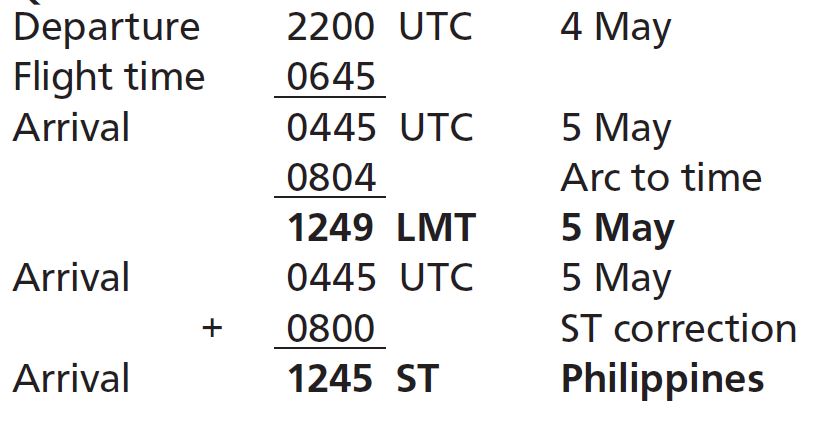 Departure 2200 UTC 4 May
Flight time 0645
Arrival 0445 UTC 5 May
0804 Arc to time
1249 LMT 5 May
Arrival 0445 UTC 5 May
+ 0800 ST correction
Arrival 1245 ST Philippines